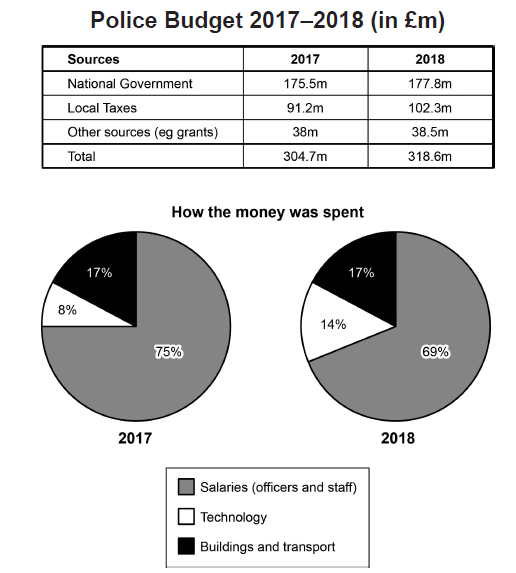 Police Budget 2017–2018 (in £m)
Sources 2017 2018
National Government 175.5m 177.8m
Local Taxes 91.2m 102.3m
Other sources (eg grants) 38m 38.5m
Total 304.7m 318.6m
How the money was spent
17% 8% 75%
17% 14% 69%
2017 2018
Salaries (officers and staff)
Technology
Buildings and transport